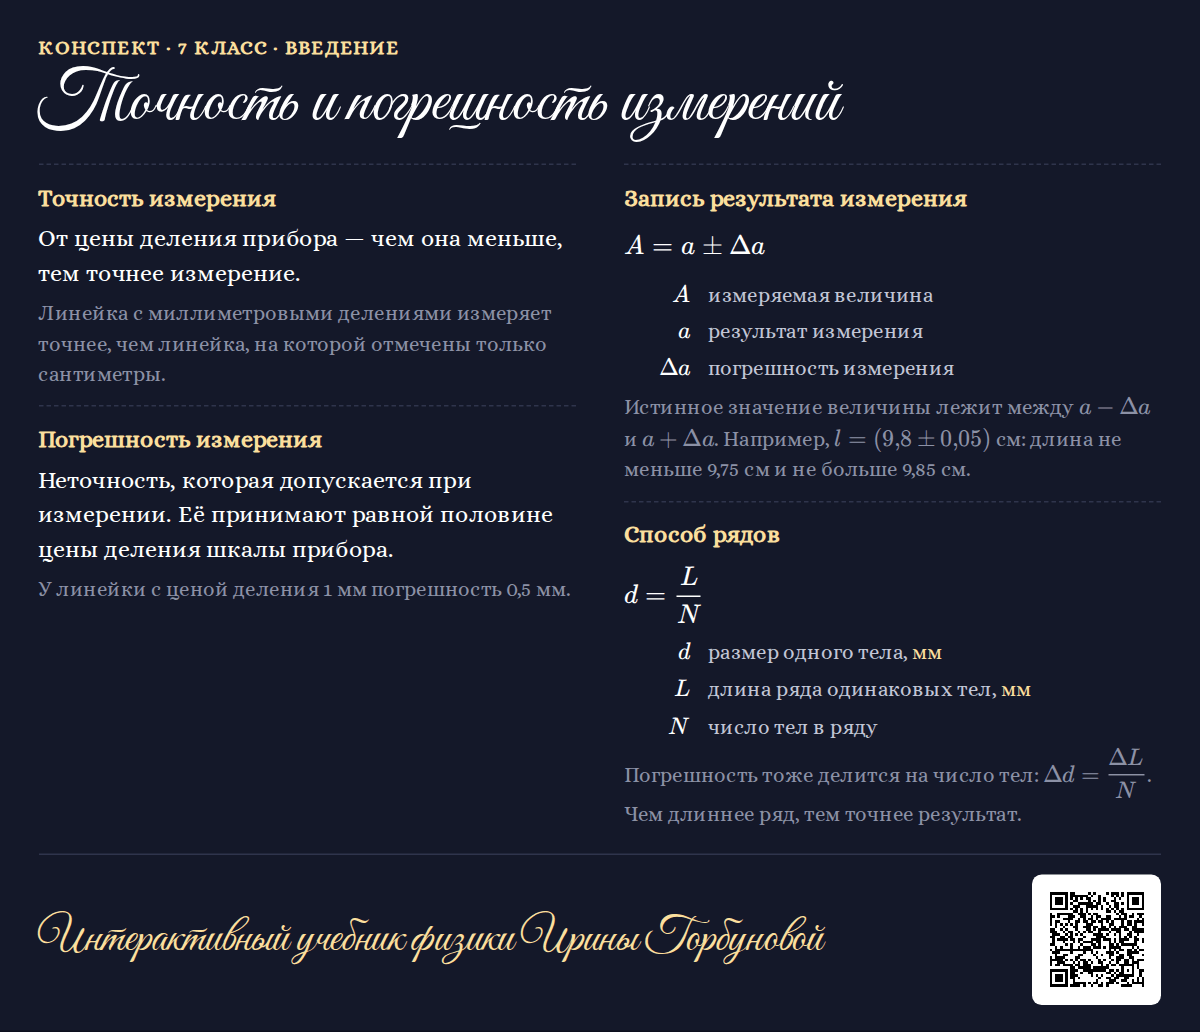 КОНСПЕКТ · 7 КЛАСС · ВВЕДЕНИЕ
Точность и погрешность измерений
Точность измерения
От цены деления прибора — чем она меньше,
тем точнее измерение.
Линейка с миллиметровыми делениями измеряет
точнее, чем линейка, на которой отмечены только
сантиметры.
Погрешность измерения
Неточность, которая допускается при
измерении. Её принимают равной половине
цены деления шкалы прибора.
У линейки с ценой деления 1 мм погрешность 0,5 мм.
Запись результата измерения
A = a ± Δa
A измеряемая величина
a результат измерения
Δa погрешность измерения
Истинное значение величины лежит между a − Δa
и a + Δa. Например, l = (9,8 ± 0,05) см: длина не
меньше 9,75 см и не больше 9,85 см.
Способ рядов
d = L/N
d размер одного тела, мм
L длина ряда одинаковых тел, мм
N число тел в ряду
Погрешность тоже делится на число тел: Δd = ΔL/N.
Чем длиннее ряд, тем точнее результат.
Интерактивный учебник физики Ирины Горбуновой